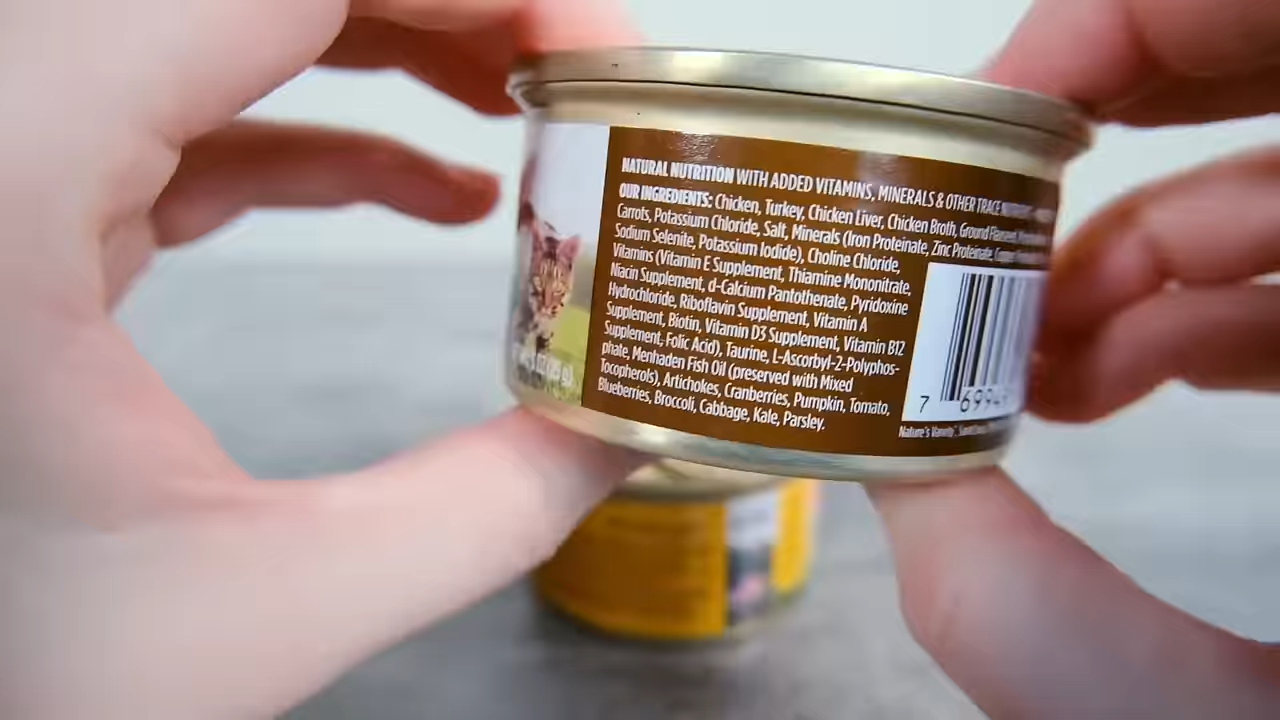 NATURAL NUTRITION WITH ADDED VITAMINS, MINERALS & OTHER TRACE
OUR INGREDIENTS: Chicken, Turkey, Chicken Liver, Chicken Broth, Ground Flaxseed,
Carrots, Potassium Chloride, Salt, Minerals (Iron Proteinate, Zinc Proteinate,
Sodium Selenite, Potassium Iodide), Choline Chloride,
Vitamins (Vitamin E Supplement, Thiamine Mononitrate,
Niacin Supplement, d-Calcium Pantothenate, Pyridoxine
Hydrochloride, Riboflavin Supplement, Vitamin A
Supplement, Biotin, Vitamin D3 Supplement, Vitamin B12
Supplement, Folic Acid), Taurine, L-Ascorbyl-2-Polyphos-
phate, Menhaden Fish Oil (preserved with Mixed
Tocopherols), Artichokes, Cranberries, Pumpkin, Tomato,
Blueberries, Broccoli, Cabbage, Kale, Parsley.
7 6994
Nature's Variety